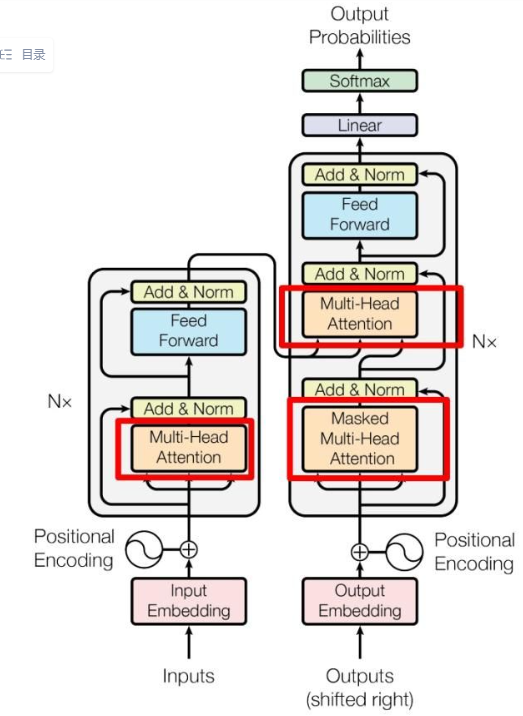 目录
Output
Probabilities
Softmax
Linear
Add & Norm
Feed
Forward
Add & Norm
Multi-Head
Attention
Add & Norm
Masked
Multi-Head
Attention
Nx
Add & Norm
Feed
Forward
Add & Norm
Multi-Head
Attention
Nx
Positional
Encoding
Positional
Encoding
Input
Embedding
Output
Embedding
Inputs
Outputs
(shifted right)